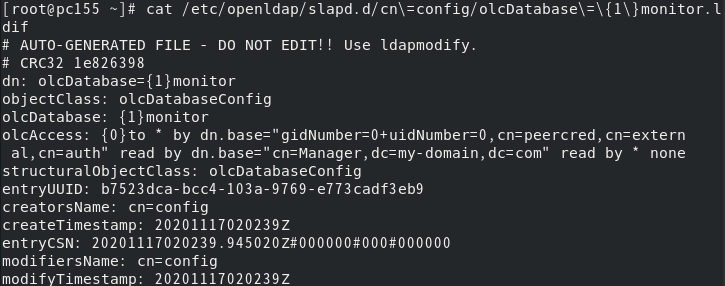 [root@pc155 ~]# cat /etc/openldap/slapd.d/cn\=config/olcDatabase\=\{1\}monitor.l
dif
# AUTO-GENERATED FILE - DO NOT EDIT!! Use ldapmodify.
# CRC32 1e826398
dn: olcDatabase={1}monitor
objectClass: olcDatabaseConfig
olcDatabase: {1}monitor
olcAccess: {0}to * by dn.base="gidNumber=0+uidNumber=0,cn=peercred,cn=extern
 al,cn=auth" read by dn.base="cn=Manager,dc=my-domain,dc=com" read by * none
structuralObjectClass: olcDatabaseConfig
entryUUID: b7523dca-bcc4-103a-9769-e773cadf3eb9
creatorsName: cn=config
createTimestamp: 20201117020239Z
entryCSN: 20201117020239.945020Z#000000#000#000000
modifiersName: cn=config
modifyTimestamp: 20201117020239Z